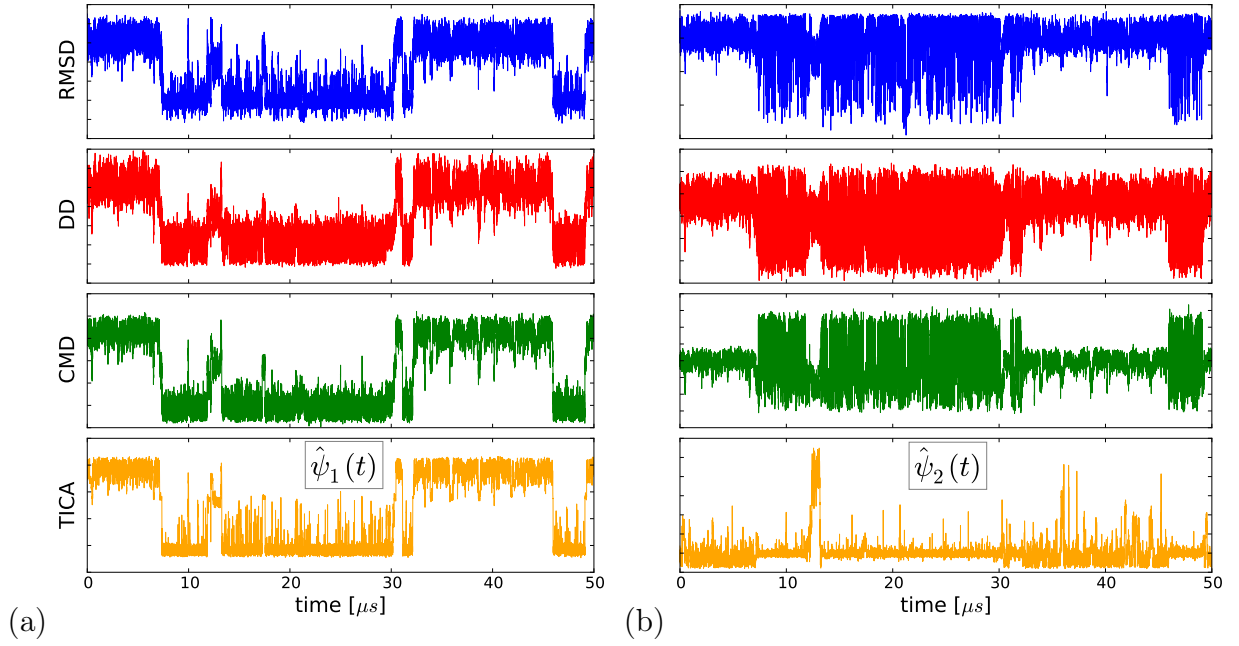 RMSD
DD
CMD
TICA
ψ̂₁(t)
0 10 20 30 40 50
time [μs]
(a)
ψ̂₂(t)
0 10 20 30 40 50
time [μs]
(b)